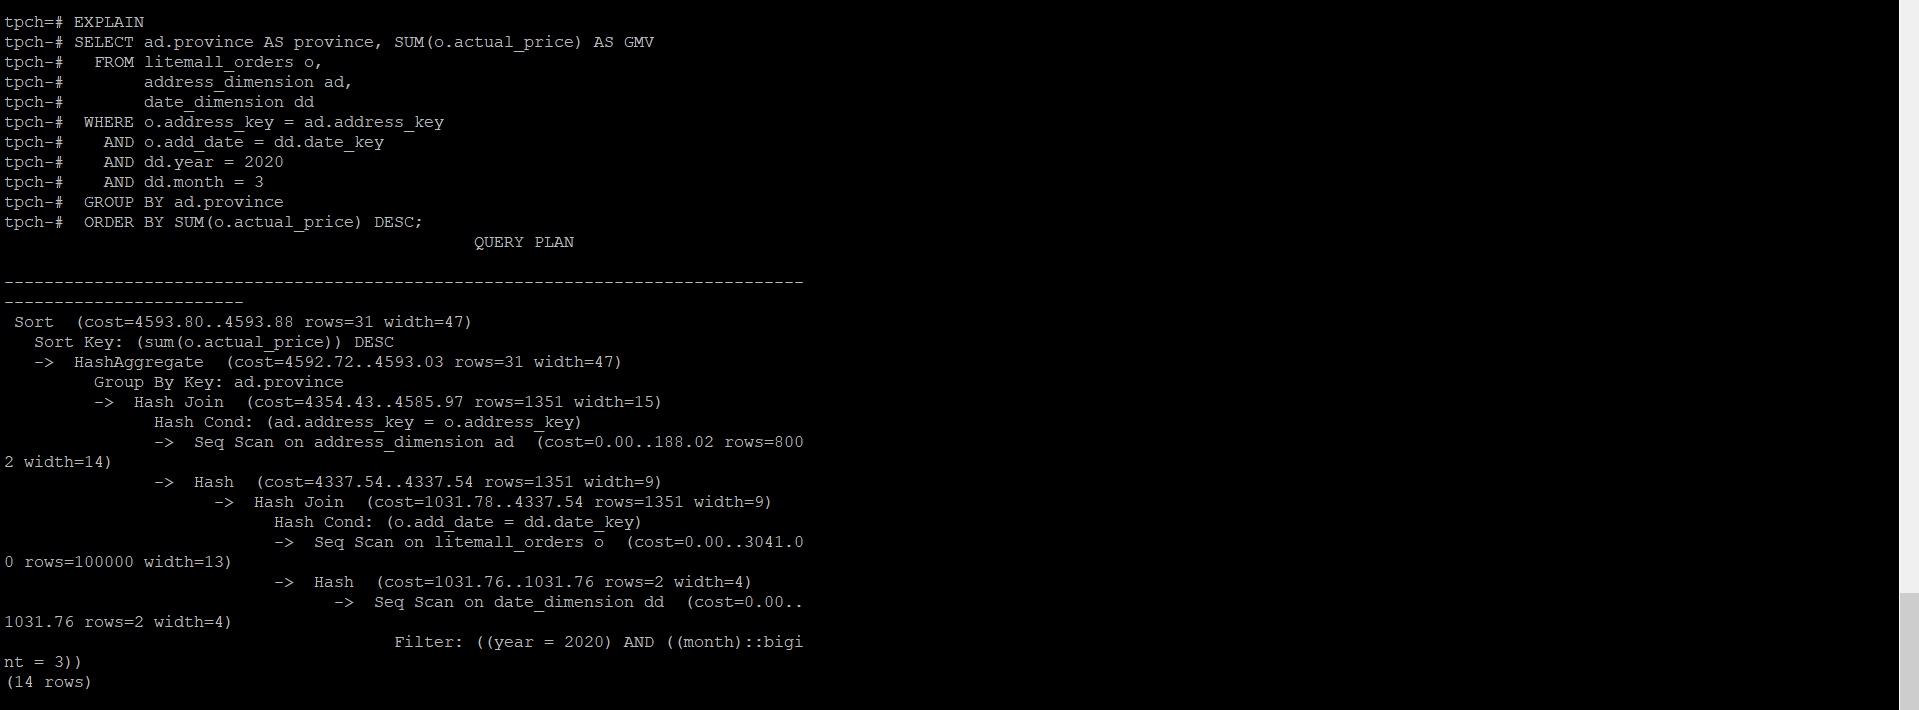 tpch=# EXPLAIN
tpch-# SELECT ad.province AS province, SUM(o.actual_price) AS GMV
tpch-#   FROM litemall_orders o,
tpch-#        address_dimension ad,
tpch-#        date_dimension dd
tpch-#  WHERE o.address_key = ad.address_key
tpch-#    AND o.add_date = dd.date_key
tpch-#    AND dd.year = 2020
tpch-#    AND dd.month = 3
tpch-#  GROUP BY ad.province
tpch-#  ORDER BY SUM(o.actual_price) DESC;
                                               QUERY PLAN
--------------------------------------------------------------------------------
------------------------
 Sort  (cost=4593.80..4593.88 rows=31 width=47)
   Sort Key: (sum(o.actual_price)) DESC
   ->  HashAggregate  (cost=4592.72..4593.03 rows=31 width=47)
         Group By Key: ad.province
         ->  Hash Join  (cost=4354.43..4585.97 rows=1351 width=15)
               Hash Cond: (ad.address_key = o.address_key)
               ->  Seq Scan on address_dimension ad  (cost=0.00..188.02 rows=800
2 width=14)
               ->  Hash  (cost=4337.54..4337.54 rows=1351 width=9)
                     ->  Hash Join  (cost=1031.78..4337.54 rows=1351 width=9)
                           Hash Cond: (o.add_date = dd.date_key)
                           ->  Seq Scan on litemall_orders o  (cost=0.00..3041.0
0 rows=100000 width=13)
                           ->  Hash  (cost=1031.76..1031.76 rows=2 width=4)
                                 ->  Seq Scan on date_dimension dd  (cost=0.00..
1031.76 rows=2 width=4)
                                       Filter: ((year = 2020) AND ((month)::bigi
nt = 3))
(14 rows)